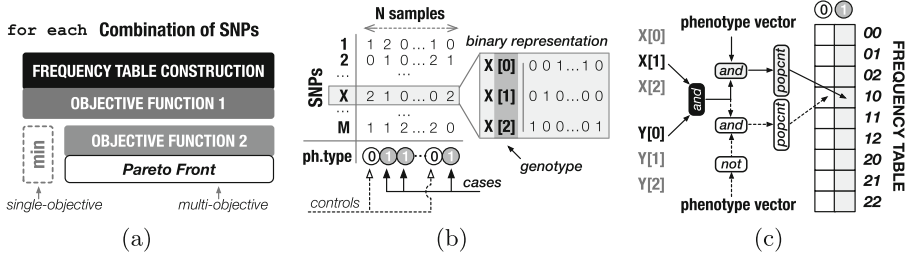 for each Combination of SNPs
FREQUENCY TABLE CONSTRUCTION
OBJECTIVE FUNCTION 1
OBJECTIVE FUNCTION 2
min
Pareto Front
single-objective
multi-objective
(a)
N samples
SNPs
1 1 2 0 ... 1 0
2 0 1 0 ... 2 1
... ...
X 2 1 0 ... 0 2
... ...
M 1 1 2 ... 2 0
ph.type 0 1 1 ... 0 1
cases
controls
binary representation
X [0] 0 0 1 ... 1 0
X [1] 0 1 0 ... 0 0
X [2] 1 0 0 ... 0 1
genotype
(b)
phenotype vector
X[0]
X[1]
X[2]
Y[0]
Y[1]
Y[2]
and
and
and
not
popcnt
popcnt
phenotype vector
0 1
00
01
02
10
11
12
20
21
22
FREQUENCY TABLE
(c)